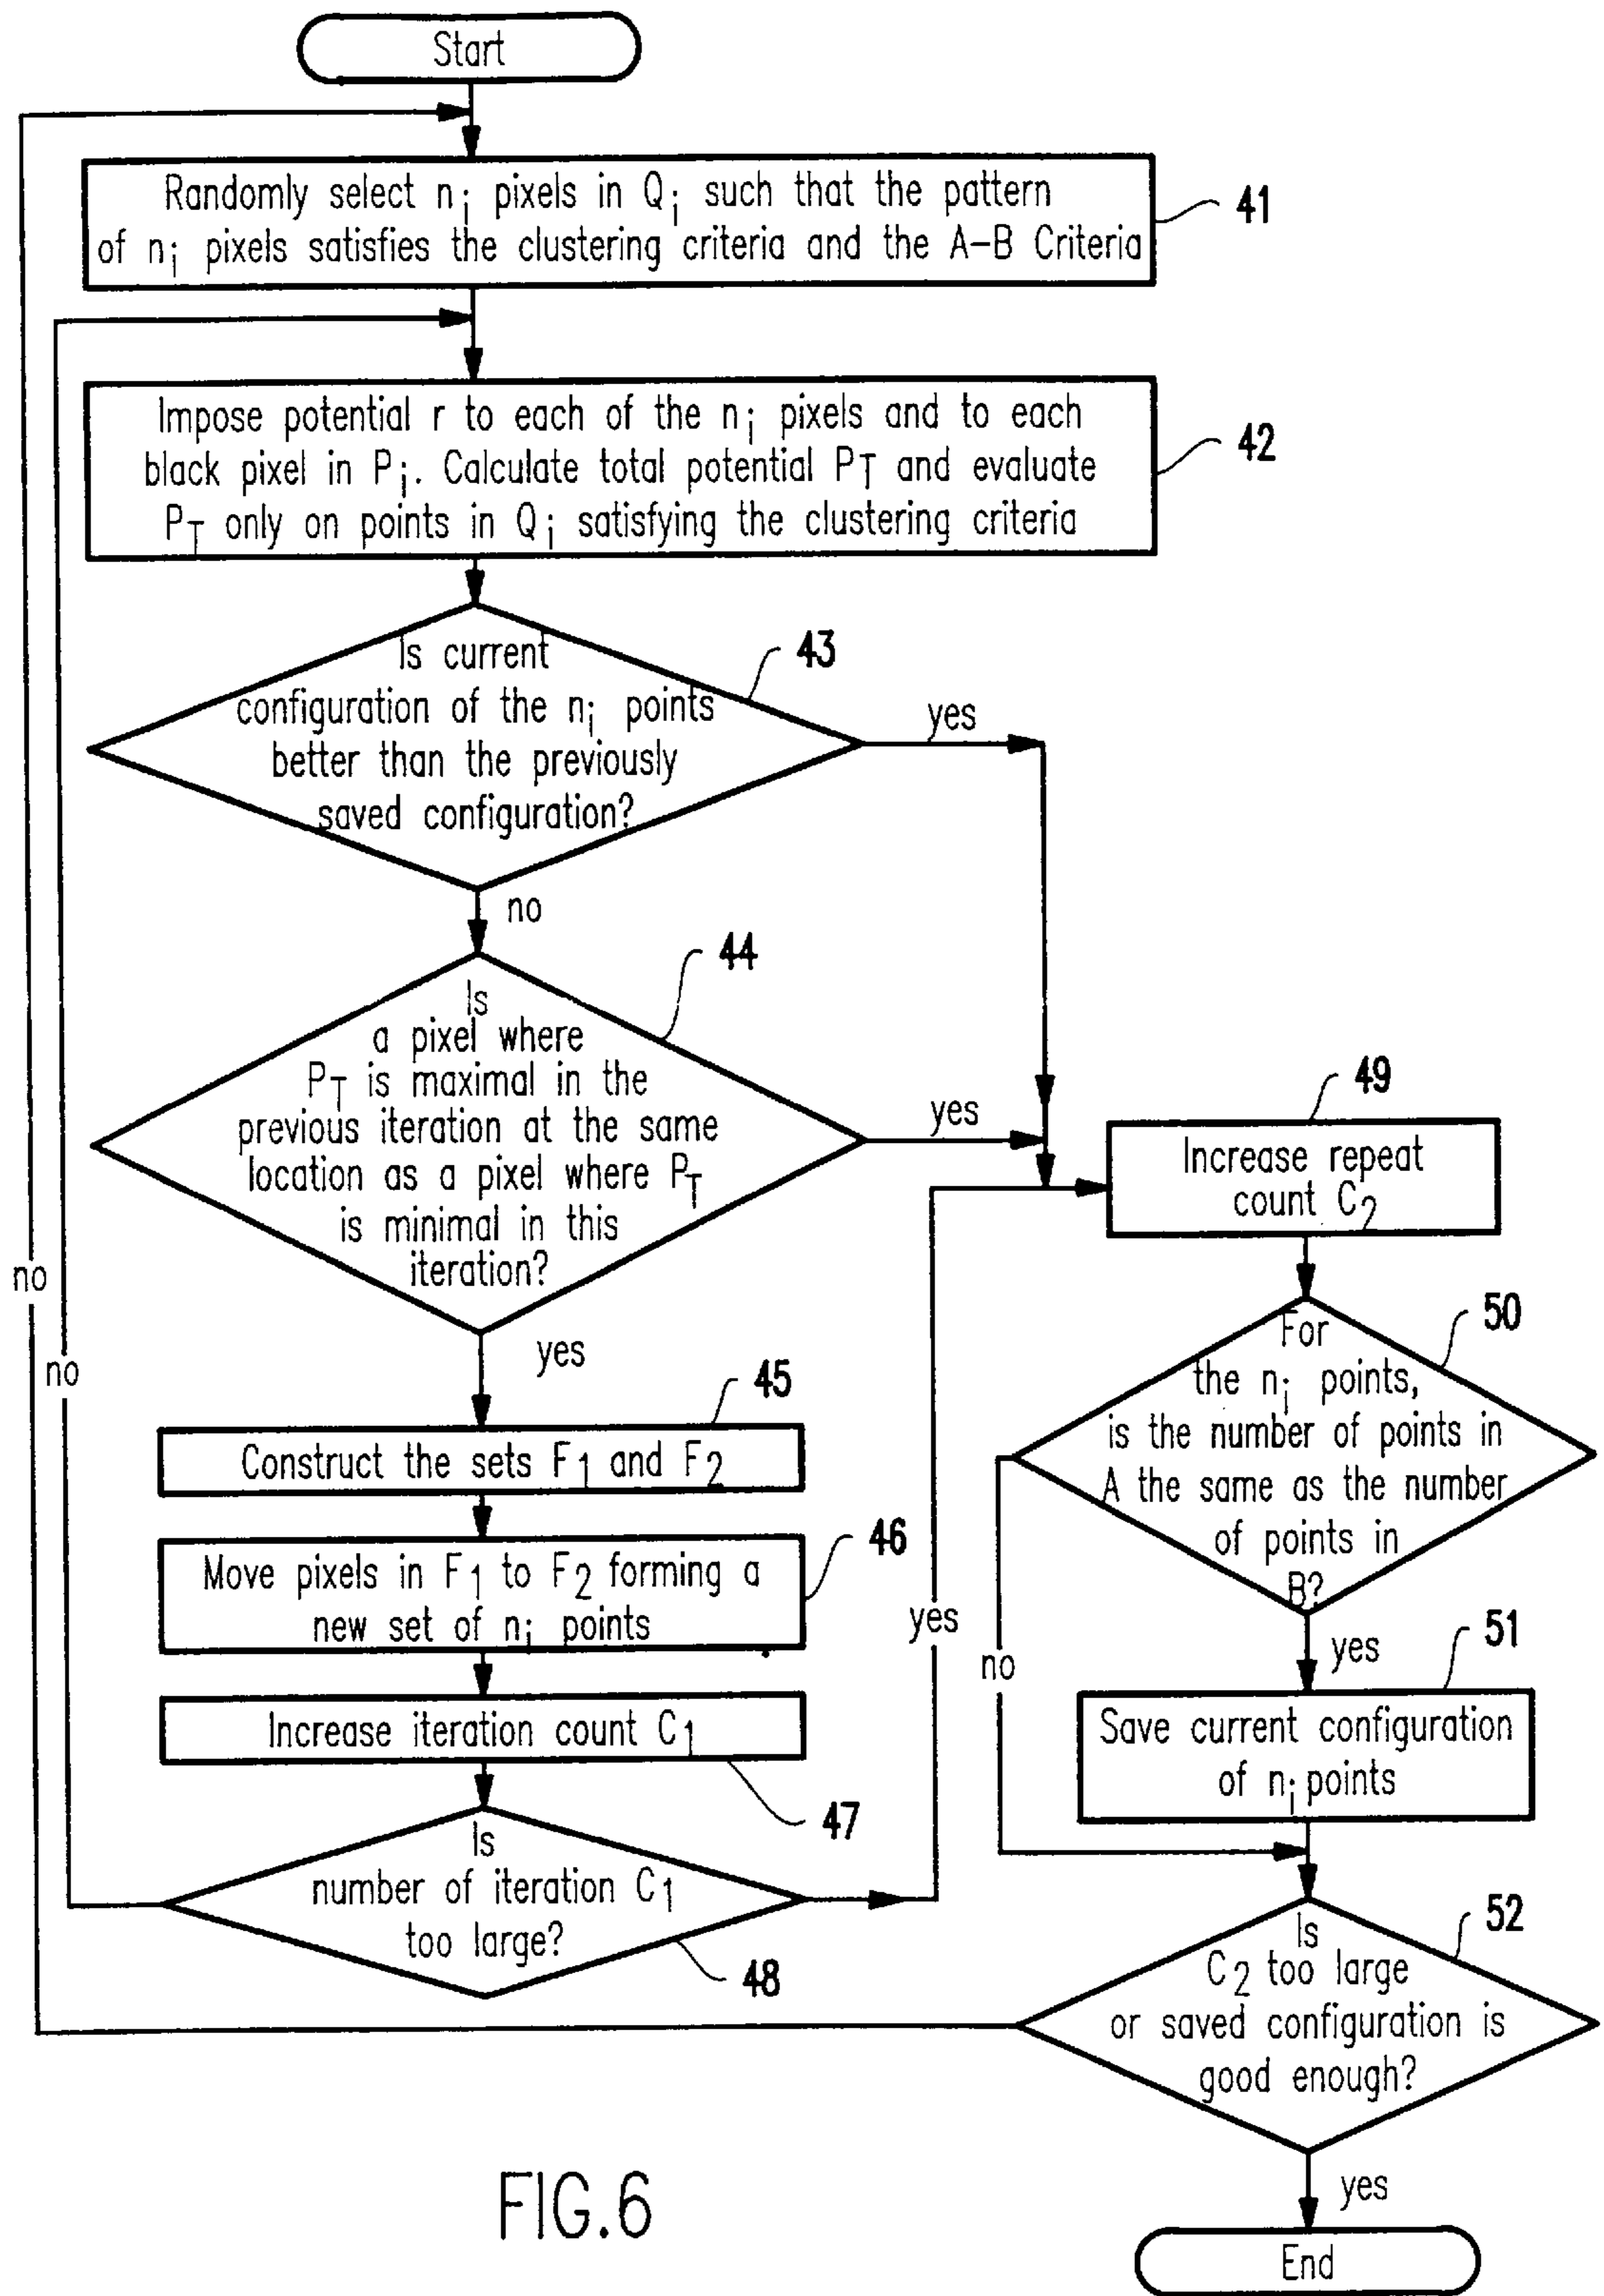 Start
Randomly select ni pixels in Qi such that the pattern
of ni pixels satisfies the clustering criteria and the A-B Criteria
41
Impose potential r to each of the ni pixels and to each
black pixel in Pi. Calculate total potential PT and evaluate
PT only on points in Qi satisfying the clustering criteria
42
Is current
configuration of the ni points
better than the previously
saved configuration?
43
yes
no
Is
a pixel where
PT is maximal in the
previous iteration at the same
location as a pixel where PT
is minimal in this
iteration?
44
yes
yes
Construct the sets F1 and F2
45
Move pixels in F1 to F2 forming a
new set of ni points
46
Increase iteration count C1
47
Is
number of iteration C1
too large?
48
no
yes
Increase repeat
count C2
49
For
the ni points,
is the number of points in
A the same as the number
of points in
B?
50
no
yes
Save current configuration
of ni points
51
Is
C2 too large
or saved configuration is
good enough?
52
no
yes
End
FIG.6